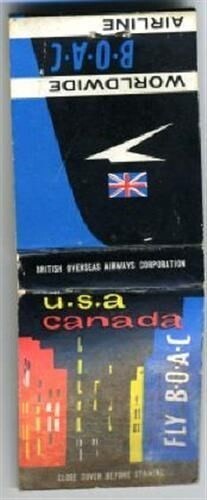 WORLDWIDE
B·O·A·C
AIRLINE
BRITISH OVERSEAS AIRWAYS CORPORATION
u.s.a
canada
FLY B·O·A·C
CLOSE COVER BEFORE STRIKING